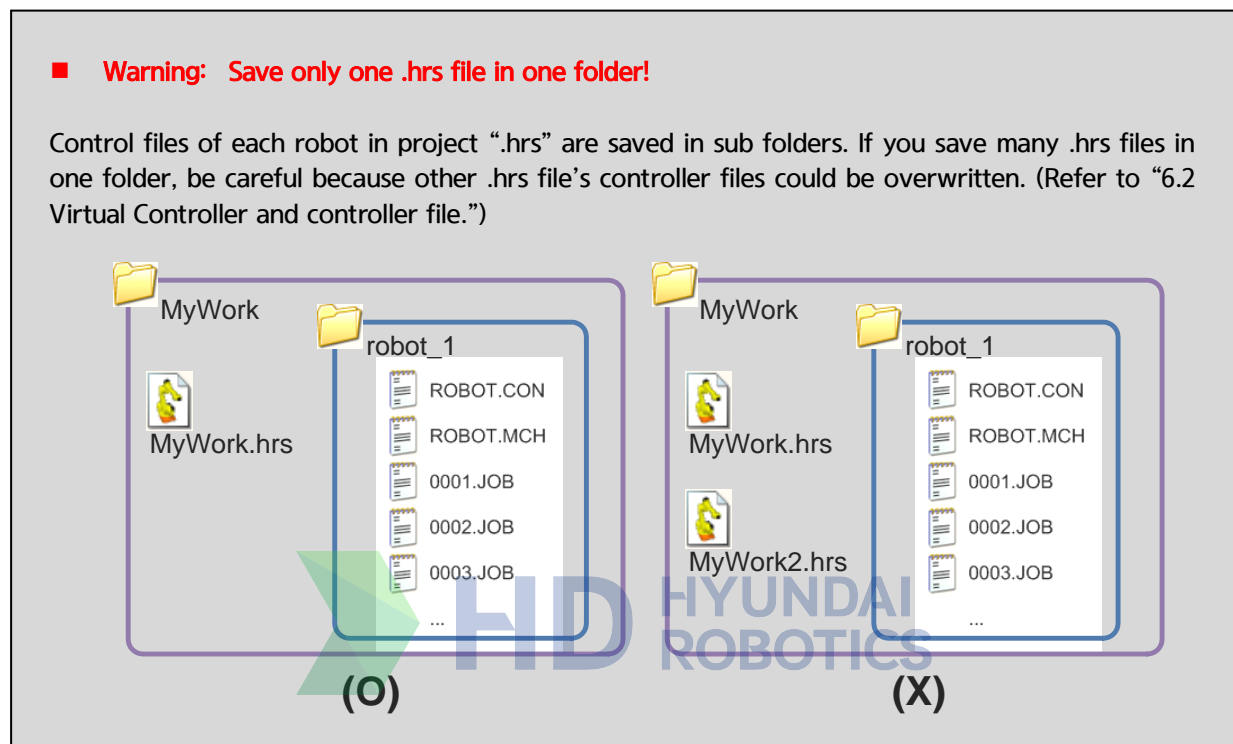 ■ Warning: Save only one .hrs file in one folder!
Control files of each robot in project “.hrs” are saved in sub folders. If you save many .hrs files in
one folder, be careful because other .hrs file’s controller files could be overwritten. (Refer to “6.2
Virtual Controller and controller file.”)
MyWork
robot_1
ROBOT.CON
ROBOT.MCH
MyWork.hrs
0001.JOB
0002.JOB
0003.JOB
...
(O)
MyWork
robot_1
ROBOT.CON
ROBOT.MCH
MyWork.hrs
0001.JOB
0002.JOB
MyWork2.hrs
0003.JOB
...
(X)
HD HYUNDAI
ROBOTICS